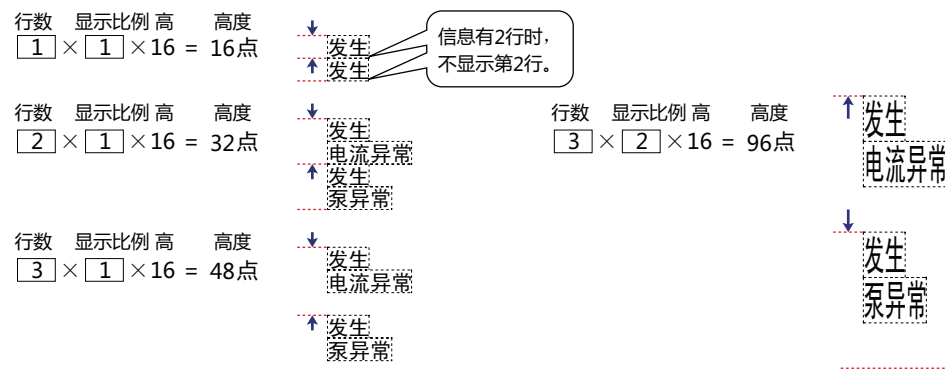 行数 显示比例 高 高度
1 × 1 ×16 = 16点
发生
发生
信息有2行时，
不显示第2行。
行数 显示比例 高 高度
2 × 1 ×16 = 32点
发生
电流异常
发生
泵异常
行数 显示比例 高 高度
3 × 2 ×16 = 96点
发生
电流异常
发生
泵异常
行数 显示比例 高 高度
3 × 1 ×16 = 48点
发生
电流异常
发生
泵异常